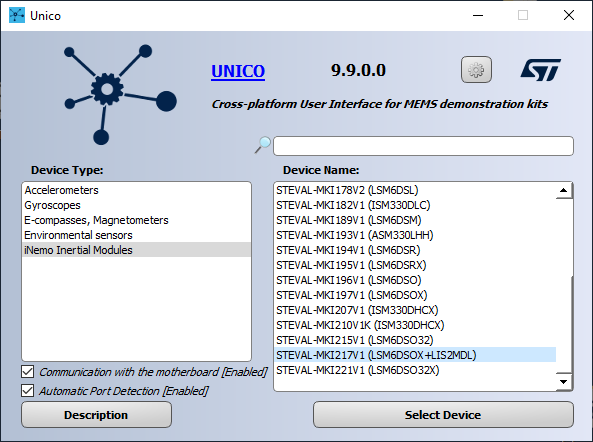 Unico
UNICO
9.9.0.0
Cross-platform User Interface for MEMS demonstration kits
Device Type:
Accelerometers
Gyroscopes
E-compasses, Magnetometers
Environmental sensors
iNemo Inertial Modules
Device Name:
STEVAL-MKI178V2 (LSM6DSL)
STEVAL-MKI182V1 (ISM330DLC)
STEVAL-MKI189V1 (LSM6DSM)
STEVAL-MKI193V1 (ASM330LHH)
STEVAL-MKI194V1 (LSM6DSR)
STEVAL-MKI195V1 (LSM6DSRX)
STEVAL-MKI196V1 (LSM6DSO)
STEVAL-MKI197V1 (LSM6DSOX)
STEVAL-MKI207V1 (ISM330DHCX)
STEVAL-MKI210V1K (ISM330DHCX)
STEVAL-MKI215V1 (LSM6DSO32)
STEVAL-MKI217V1 (LSM6DSOX+LIS2MDL)
STEVAL-MKI221V1 (LSM6DSO32X)
Communication with the motherboard [Enabled]
Automatic Port Detection [Enabled]
Description
Select Device
ST